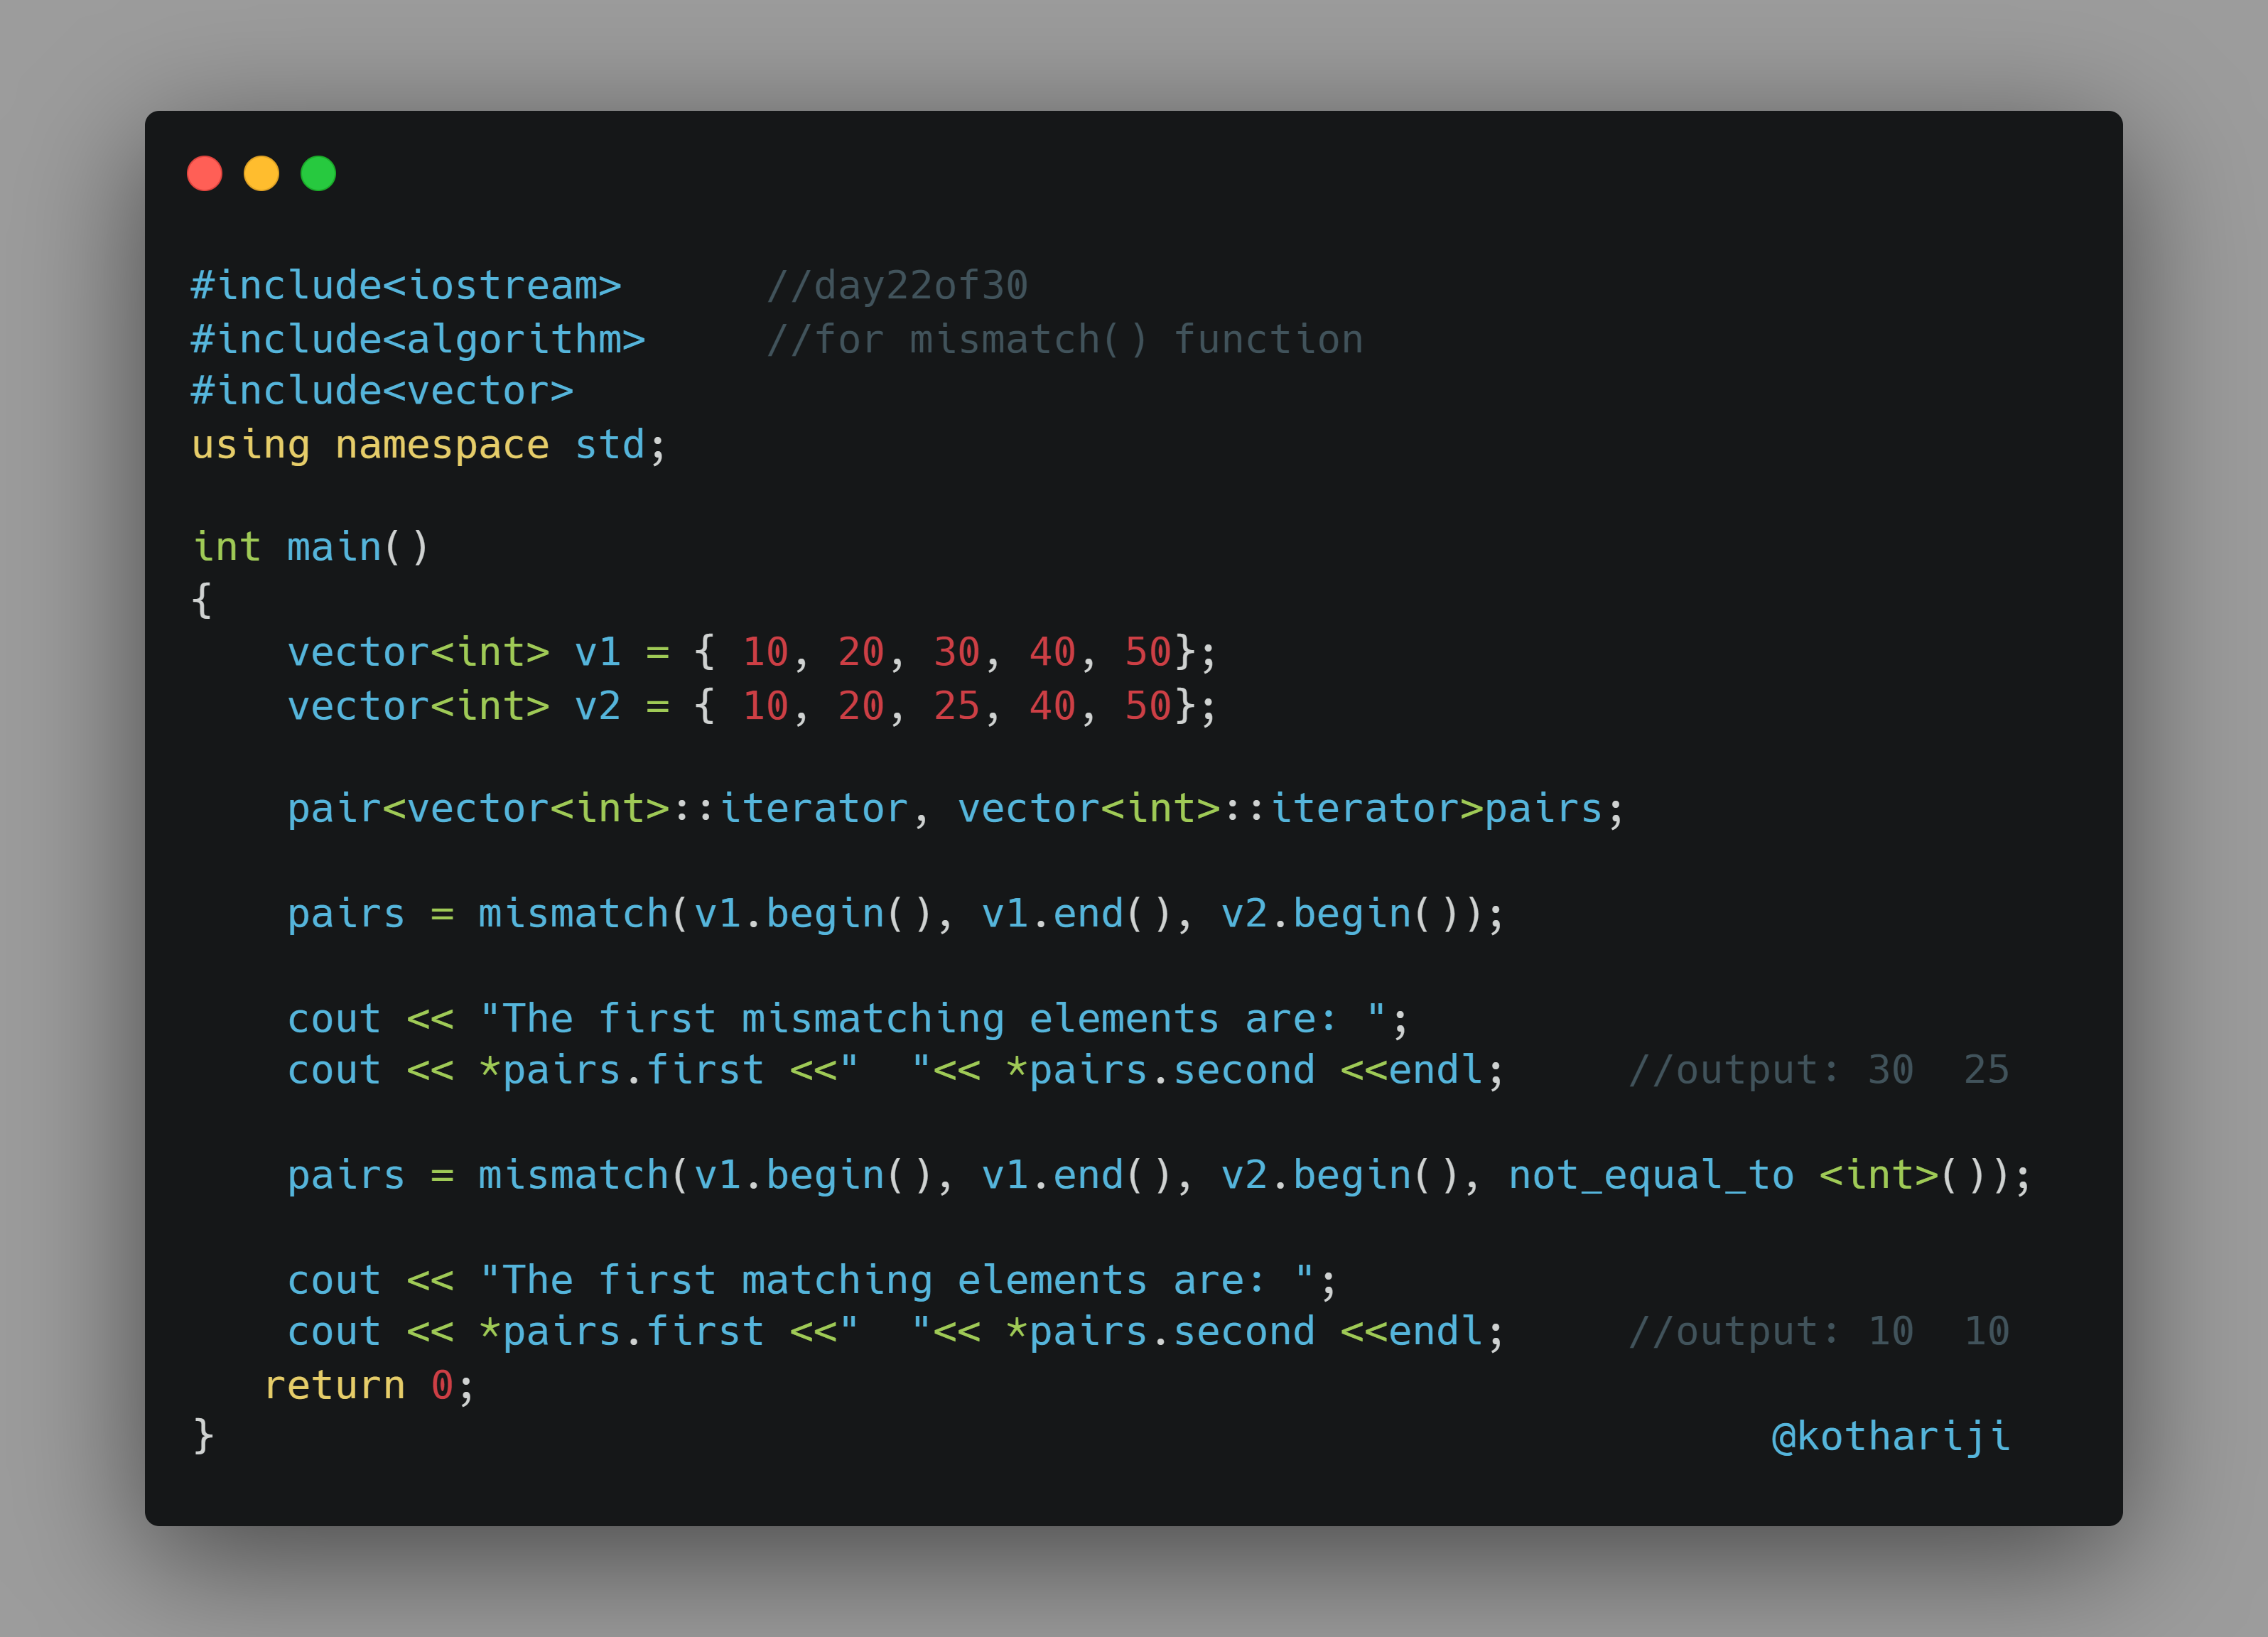 #include<iostream>      //day22of30
#include<algorithm>     //for mismatch() function
#include<vector>
using namespace std;

int main()
{
    vector<int> v1 = { 10, 20, 30, 40, 50};
    vector<int> v2 = { 10, 20, 25, 40, 50};

    pair<vector<int>::iterator, vector<int>::iterator>pairs;

    pairs = mismatch(v1.begin(), v1.end(), v2.begin());

    cout << "The first mismatching elements are: ";
    cout << *pairs.first <<"  "<< *pairs.second <<endl;     //output: 30  25

    pairs = mismatch(v1.begin(), v1.end(), v2.begin(), not_equal_to <int>());

    cout << "The first matching elements are: ";
    cout << *pairs.first <<"  "<< *pairs.second <<endl;     //output: 10  10
   return 0;
}                                                                 @kothariji